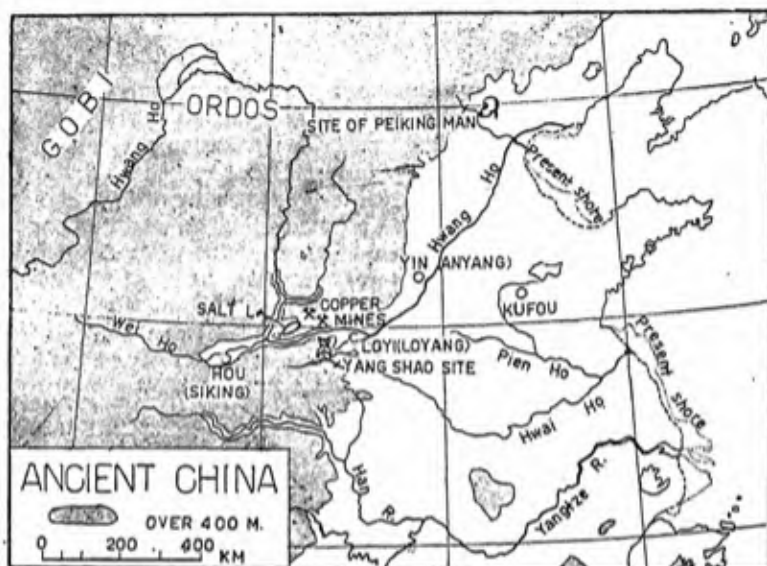 GOBI
Hwang Ho
ORDOS
SITE OF PEIKING MAN
Present shore
Hwang Ho
YIN (ANYANG)
KUFOU
SALT L.
COPPER
MINES
Wei Ho
HOU
(SIKING)
LOYI(LOYANG)
YANG SHAO SITE
Pien Ho
Hwai Ho
Present shore
Han R.
Yangtze R.
ANCIENT CHINA
OVER 400 M.
0 200 400
KM